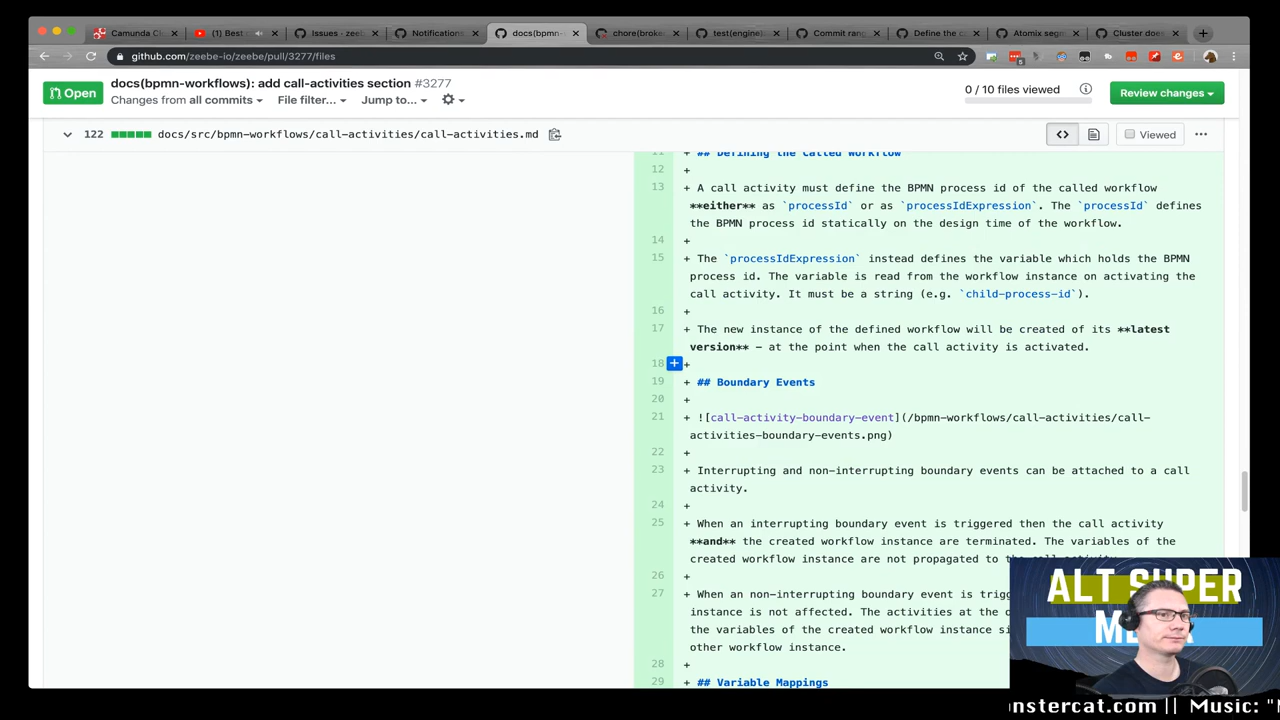 Camunda Cl
(1) Best
Issues - zeeb
Notifications
docs(bpmn-
chore(broke
test(engine)
Commit rang
Define the c
Atomix segm
Cluster does
github.com/zeebe-io/zeebe/pull/3277/files
Open
docs(bpmn-workflows): add call-activities section #3277
Changes from all commits
File filter...
Jump to...
0 / 10 files viewed
Review changes
122
docs/src/bpmn-workflows/call-activities/call-activities.md
Viewed
11 + ## Defining the Called Workflow
12 +
13 + A call activity must define the BPMN process id of the called workflow
**either** as `processId` or as `processIdExpression`. The `processId` defines
the BPMN process id statically on the design time of the workflow.
14 +
15 + The `processIdExpression` instead defines the variable which holds the BPMN
process id. The variable is read from the workflow instance on activating the
call activity. It must be a string (e.g. `child-process-id`).
16 +
17 + The new instance of the defined workflow will be created of its **latest
version** - at the point when the call activity is activated.
18 +
19 + ## Boundary Events
20 +
21 + ![call-activity-boundary-event](/bpmn-workflows/call-activities/call-
activities-boundary-events.png)
22 +
23 + Interrupting and non-interrupting boundary events can be attached to a call
activity.
24 +
25 + When an interrupting boundary event is triggered then the call activity
**and** the created workflow instance are terminated. The variables of the
created workflow instance are not propagated to the call activity.
26 +
27 + When an non-interrupting boundary event is trig
instance is not affected. The activities at the
the variables of the created workflow instance si
other workflow instance.
28 +
29 + ## Variable Mappings
ALT SUPER
nstercat.com || Music: "